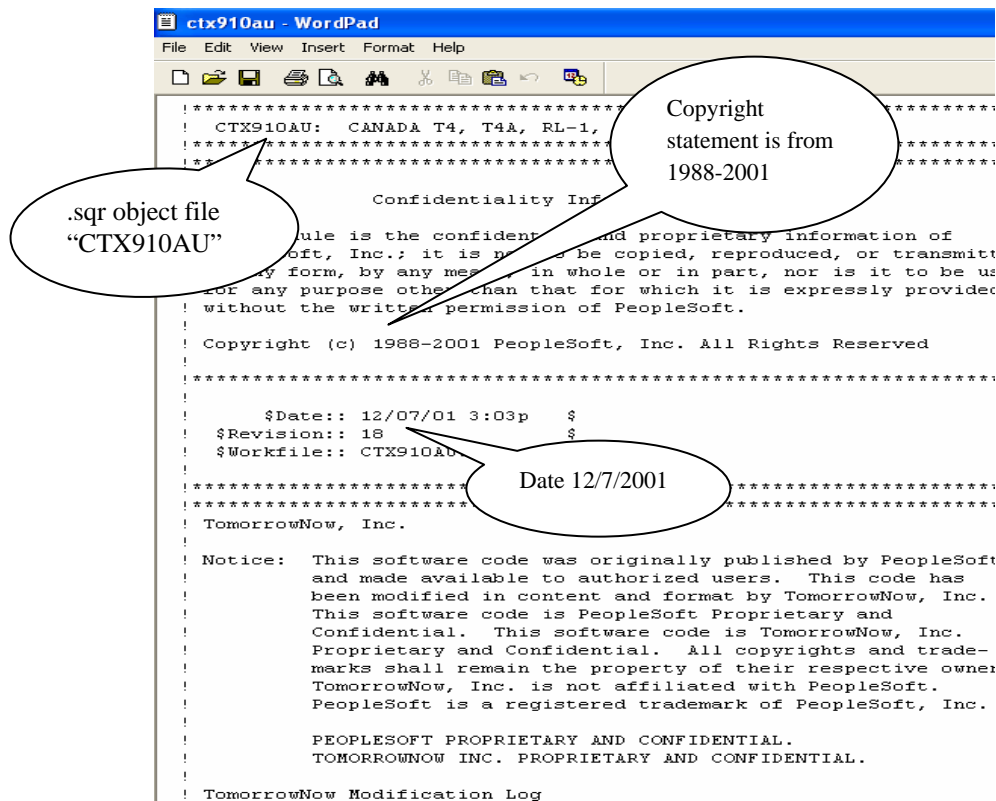 ctx910au - WordPad
File Edit View Insert Format Help
!***********************************
! CTX910AU: CANADA T4, T4A, RL-1,
!***********************************
!***********************************
Copyright
statement is from
1988-2001
.sqr object file
“CTX910AU”
Confidentiality Inf
ule is the confident nd proprietary information of
oft, Inc.; it is no to be copied, reproduced, or transmitt
y form, by any me in whole or in part, nor is it to be us
for any purpose other than that for which it is expressly provided
! without the written permission of PeopleSoft.
!
! Copyright (c) 1988-2001 PeopleSoft, Inc. All Rights Reserved
!
!*******************************************************************
!
! $Date:: 12/07/01 3:03p $
! $Revision:: 18 $
! $Workfile:: CTX910AU
!
Date 12/7/2001
!*******************************************************************
!*******************************************************************
! TomorrowNow, Inc.
!
! Notice: This software code was originally published by PeopleSoft
! and made available to authorized users. This code has
! been modified in content and format by TomorrowNow, Inc.
! This software code is PeopleSoft Proprietary and
! Confidential. This software code is TomorrowNow, Inc.
! Proprietary and Confidential. All copyrights and trade-
! marks shall remain the property of their respective owner
! TomorrowNow, Inc. is not affiliated with PeopleSoft.
! PeopleSoft is a registered trademark of PeopleSoft, Inc.
!
! PEOPLESOFT PROPRIETARY AND CONFIDENTIAL.
! TOMORROWNOW INC. PROPRIETARY AND CONFIDENTIAL.
!
! TomorrowNow Modification Log